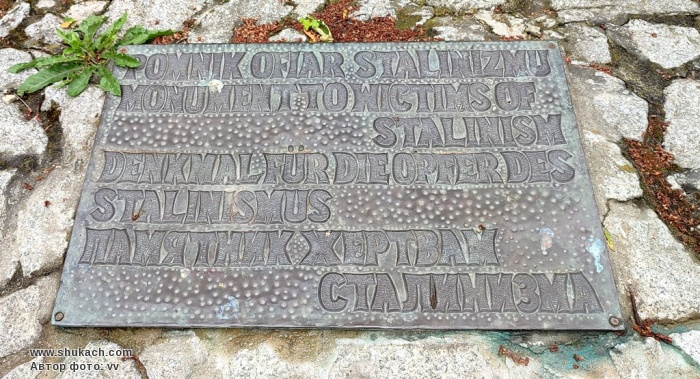 POMNIK OFIAR STALINIZMU
MONUMENT TO WICTIMS OF
STALINISM
DENKMAL FÜR DIE OPFER DES
STALINISMUS
ПАМЯТНИК ЖЕРТВАМ
СТАЛИНИЗМА
www.shukach.com
Автор фото: vv